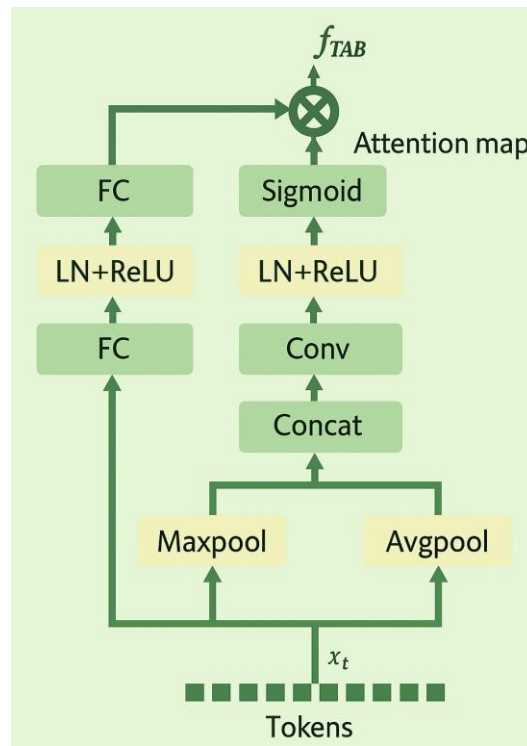 f_TAB
Attention map
FC
Sigmoid
LN+ReLU
LN+ReLU
FC
Conv
Concat
Maxpool
Avgpool
x_t
Tokens